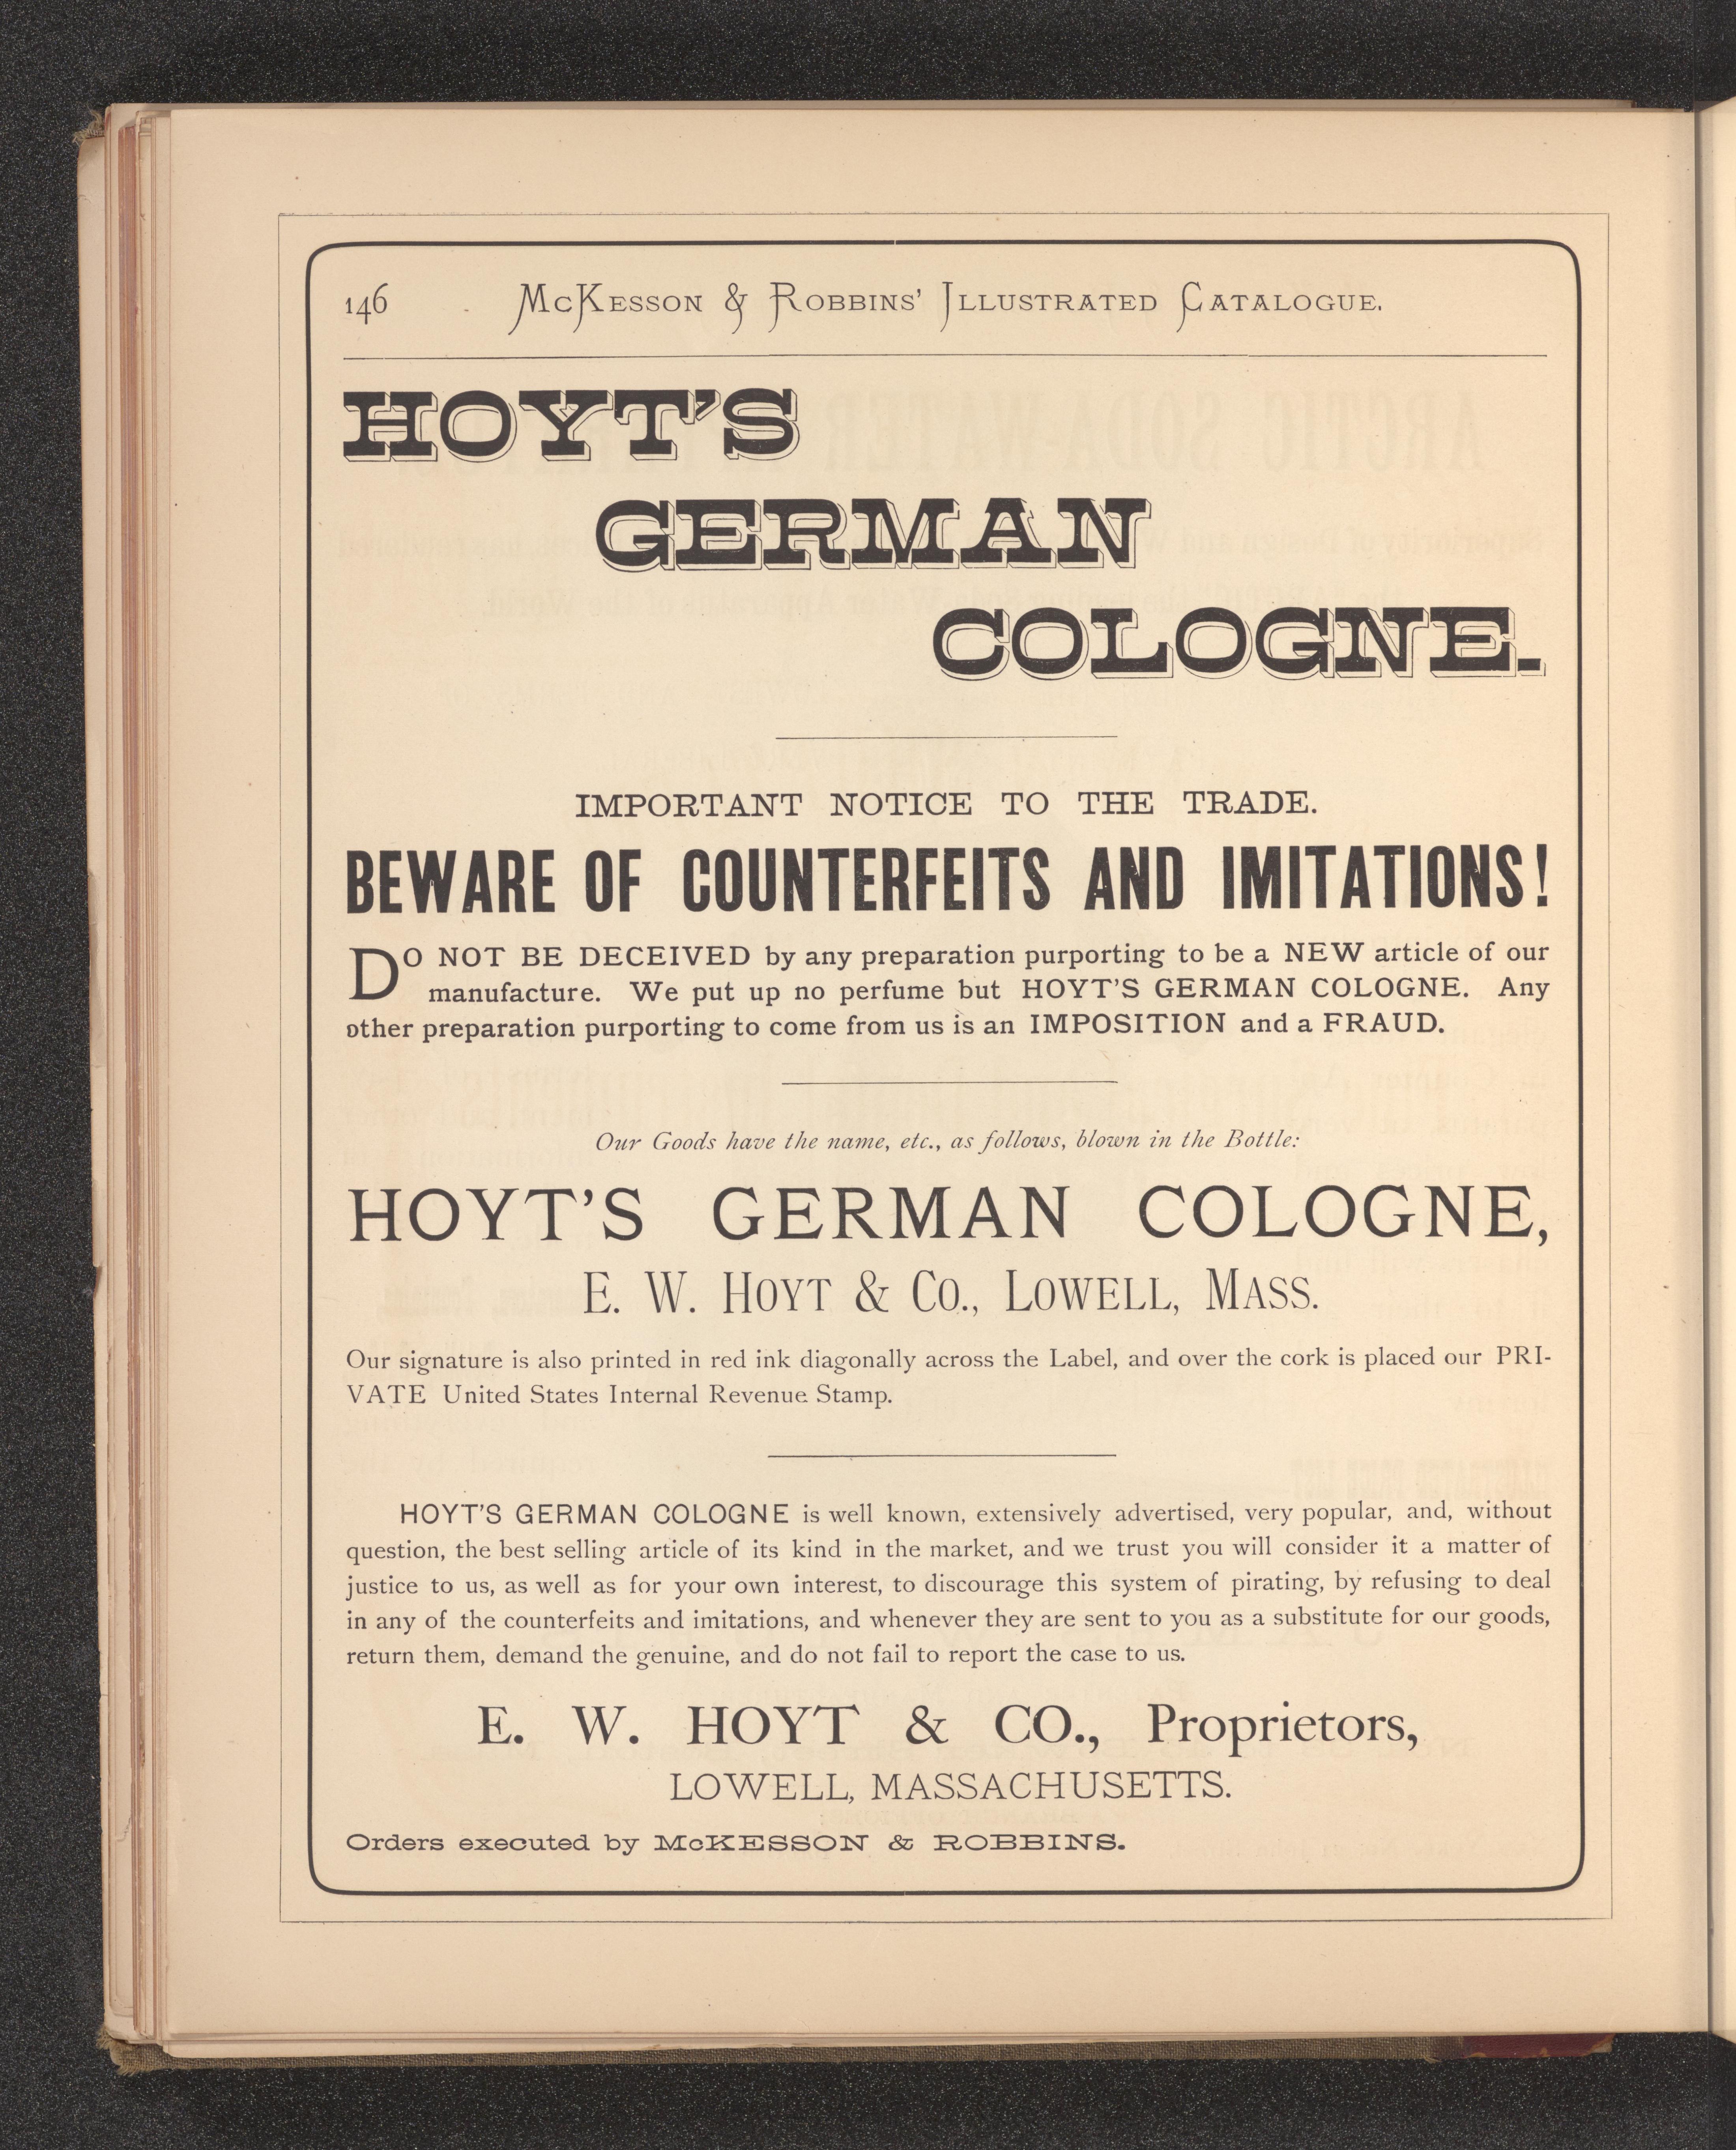 146 McKesson & Robbins' Illustrated Catalogue.
HOYT'S
GERMAN
COLOGNE.
IMPORTANT NOTICE TO THE TRADE.
BEWARE OF COUNTERFEITS AND IMITATIONS!
DO NOT BE DECEIVED by any preparation purporting to be a NEW article of our
manufacture. We put up no perfume but HOYT'S GERMAN COLOGNE. Any
other preparation purporting to come from us is an IMPOSITION and a FRAUD.
Our Goods have the name, etc., as follows, blown in the Bottle:
HOYT'S GERMAN COLOGNE,
E. W. HOYT & CO., LOWELL, MASS.
Our signature is also printed in red ink diagonally across the Label, and over the cork is placed our PRI-
VATE United States Internal Revenue Stamp.
HOYT'S GERMAN COLOGNE is well known, extensively advertised, very popular, and, without
question, the best selling article of its kind in the market, and we trust you will consider it a matter of
justice to us, as well as for your own interest, to discourage this system of pirating, by refusing to deal
in any of the counterfeits and imitations, and whenever they are sent to you as a substitute for our goods,
return them, demand the genuine, and do not fail to report the case to us.
E. W. HOYT & CO., Proprietors,
LOWELL, MASSACHUSETTS.
Orders executed by McKESSON & ROBBINS.